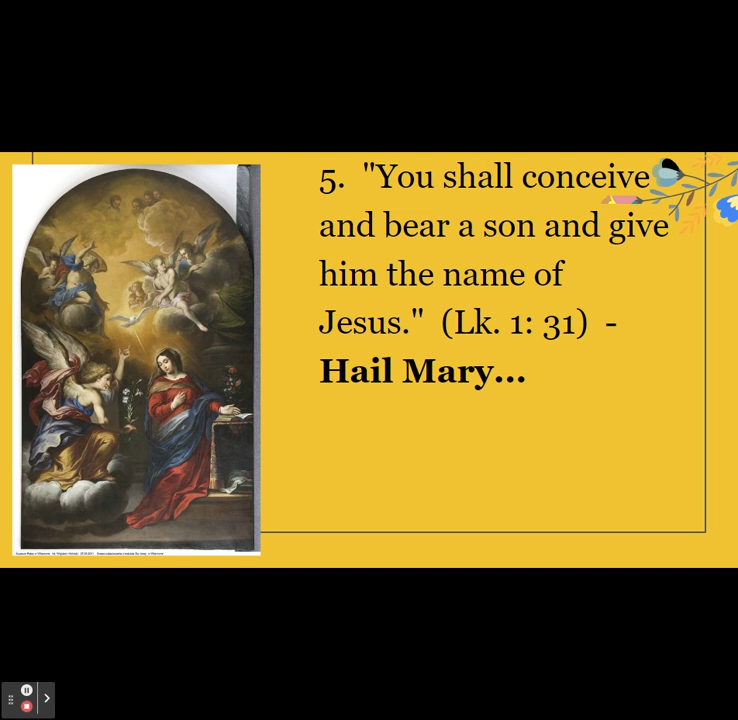 5. "You shall conceive
and bear a son and give
him the name of
Jesus." (Lk. 1: 31) -
Hail Mary...